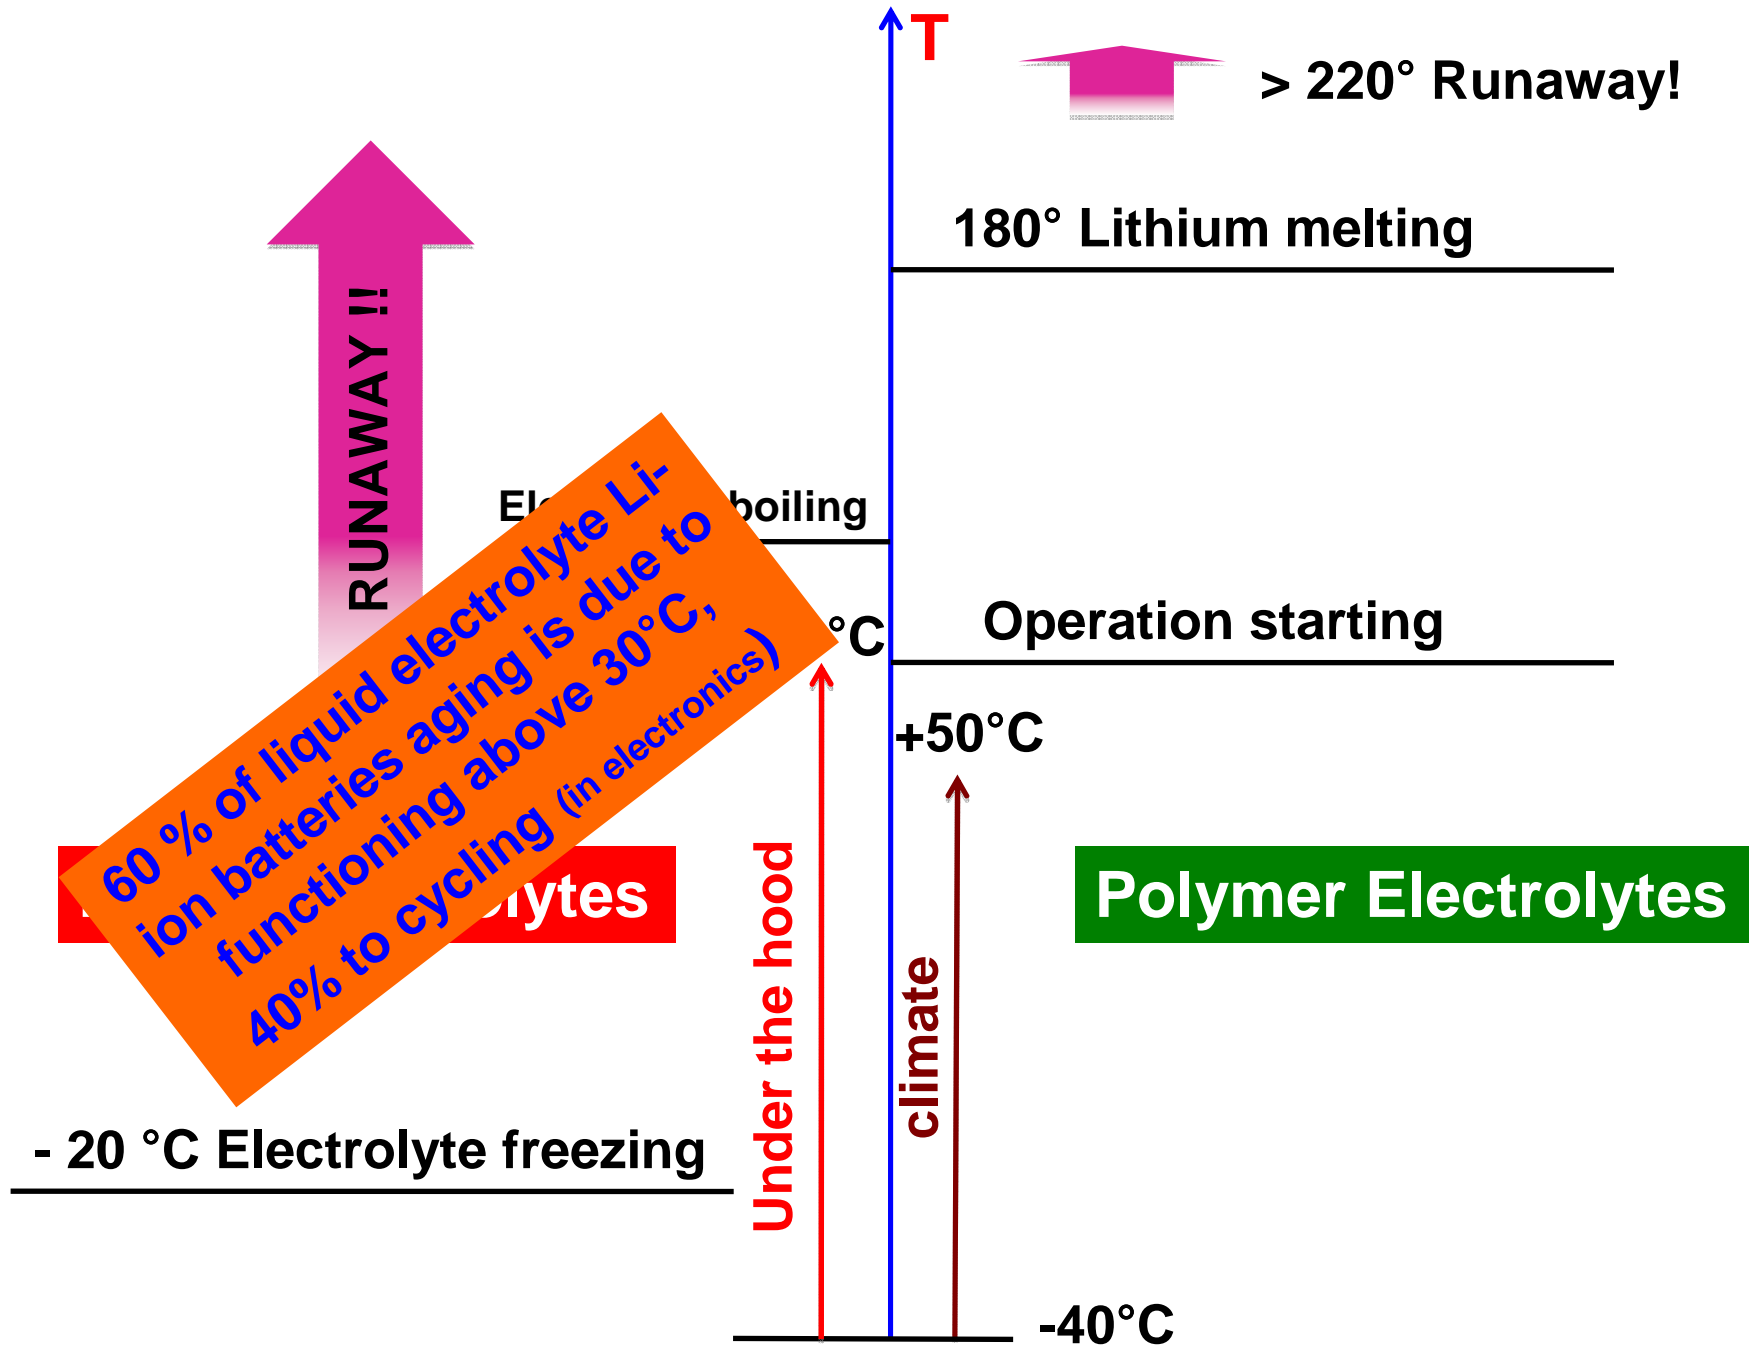 T
> 220° Runaway!
180° Lithium melting
RUNAWAY !!
boiling
60 % of liquid electrolyte Li-
ion batteries aging is due to
functioning above 30°C,
40% to cycling (in electronics)
°C
Operation starting
+50°C
Polymer Electrolytes
Under the hood
climate
- 20 °C Electrolyte freezing
-40°C